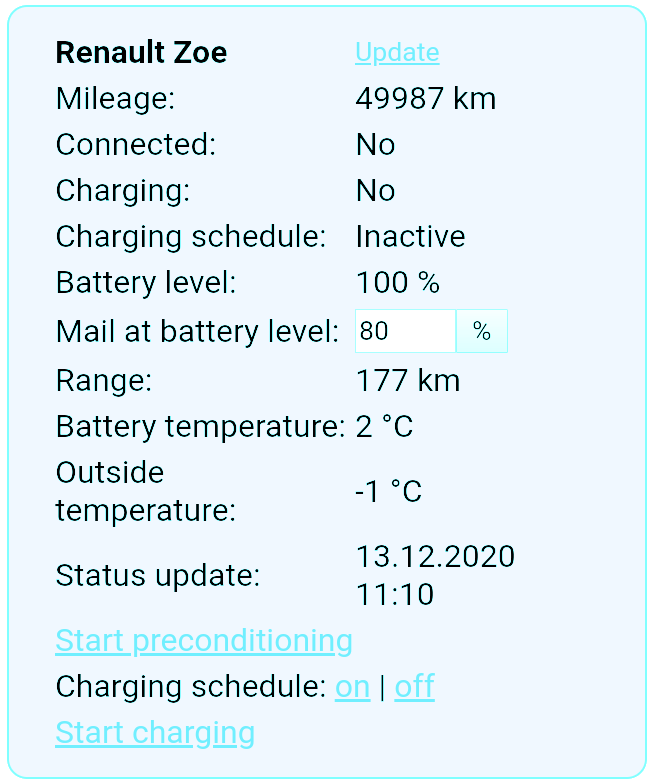 Renault Zoe Update
Mileage: 49987 km
Connected: No
Charging: No
Charging schedule: Inactive
Battery level: 100 %
Mail at battery level: 80 %
Range: 177 km
Battery temperature: 2 °C
Outside
temperature: -1 °C
Status update: 13.12.2020
11:10
Start preconditioning
Charging schedule: on | off
Start charging